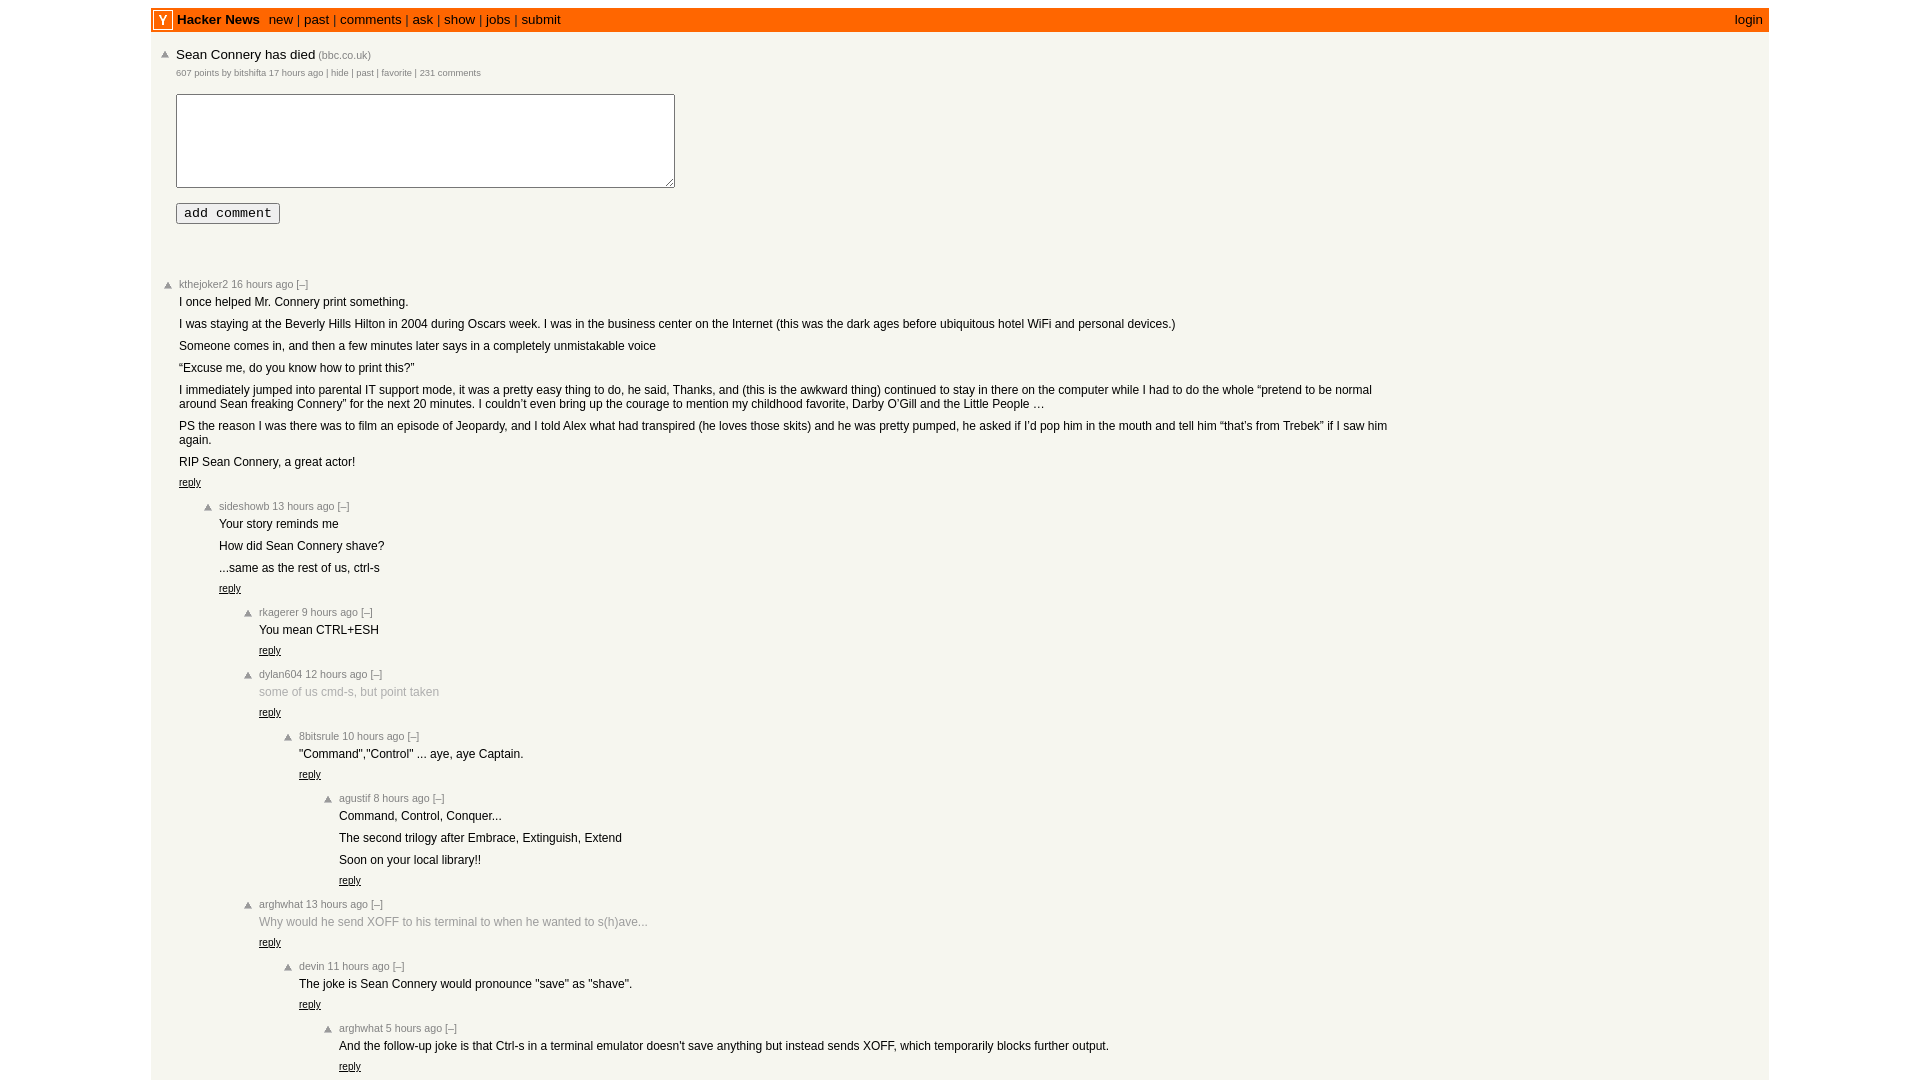 Y Hacker News new | past | comments | ask | show | jobs | submit login
Sean Connery has died (bbc.co.uk)
607 points by bitshifta 17 hours ago | hide | past | favorite | 231 comments
add comment
kthejoker2 16 hours ago [–]
I once helped Mr. Connery print something.
I was staying at the Beverly Hills Hilton in 2004 during Oscars week. I was in the business center on the Internet (this was the dark ages before ubiquitous hotel WiFi and personal devices.)
Someone comes in, and then a few minutes later says in a completely unmistakable voice
“Excuse me, do you know how to print this?”
I immediately jumped into parental IT support mode, it was a pretty easy thing to do, he said, Thanks, and (this is the awkward thing) continued to stay in there on the computer while I had to do the whole “pretend to be normal
around Sean freaking Connery” for the next 20 minutes. I couldn’t even bring up the courage to mention my childhood favorite, Darby O’Gill and the Little People …
PS the reason I was there was to film an episode of Jeopardy, and I told Alex what had transpired (he loves those skits) and he was pretty pumped, he asked if I’d pop him in the mouth and tell him “that’s from Trebek” if I saw him
again.
RIP Sean Connery, a great actor!
reply
sideshowb 13 hours ago [–]
Your story reminds me
How did Sean Connery shave?
...same as the rest of us, ctrl-s
reply
rkagerer 9 hours ago [–]
You mean CTRL+ESH
reply
dylan604 12 hours ago [–]
some of us cmd-s, but point taken
reply
8bitsrule 10 hours ago [–]
"Command","Control" ... aye, aye Captain.
reply
agustif 8 hours ago [–]
Command, Control, Conquer...
The second trilogy after Embrace, Extinguish, Extend
Soon on your local library!!
reply
arghwhat 13 hours ago [–]
Why would he send XOFF to his terminal to when he wanted to s(h)ave...
reply
devin 11 hours ago [–]
The joke is Sean Connery would pronounce "save" as "shave".
reply
arghwhat 5 hours ago [–]
And the follow-up joke is that Ctrl-s in a terminal emulator doesn't save anything but instead sends XOFF, which temporarily blocks further output.
reply